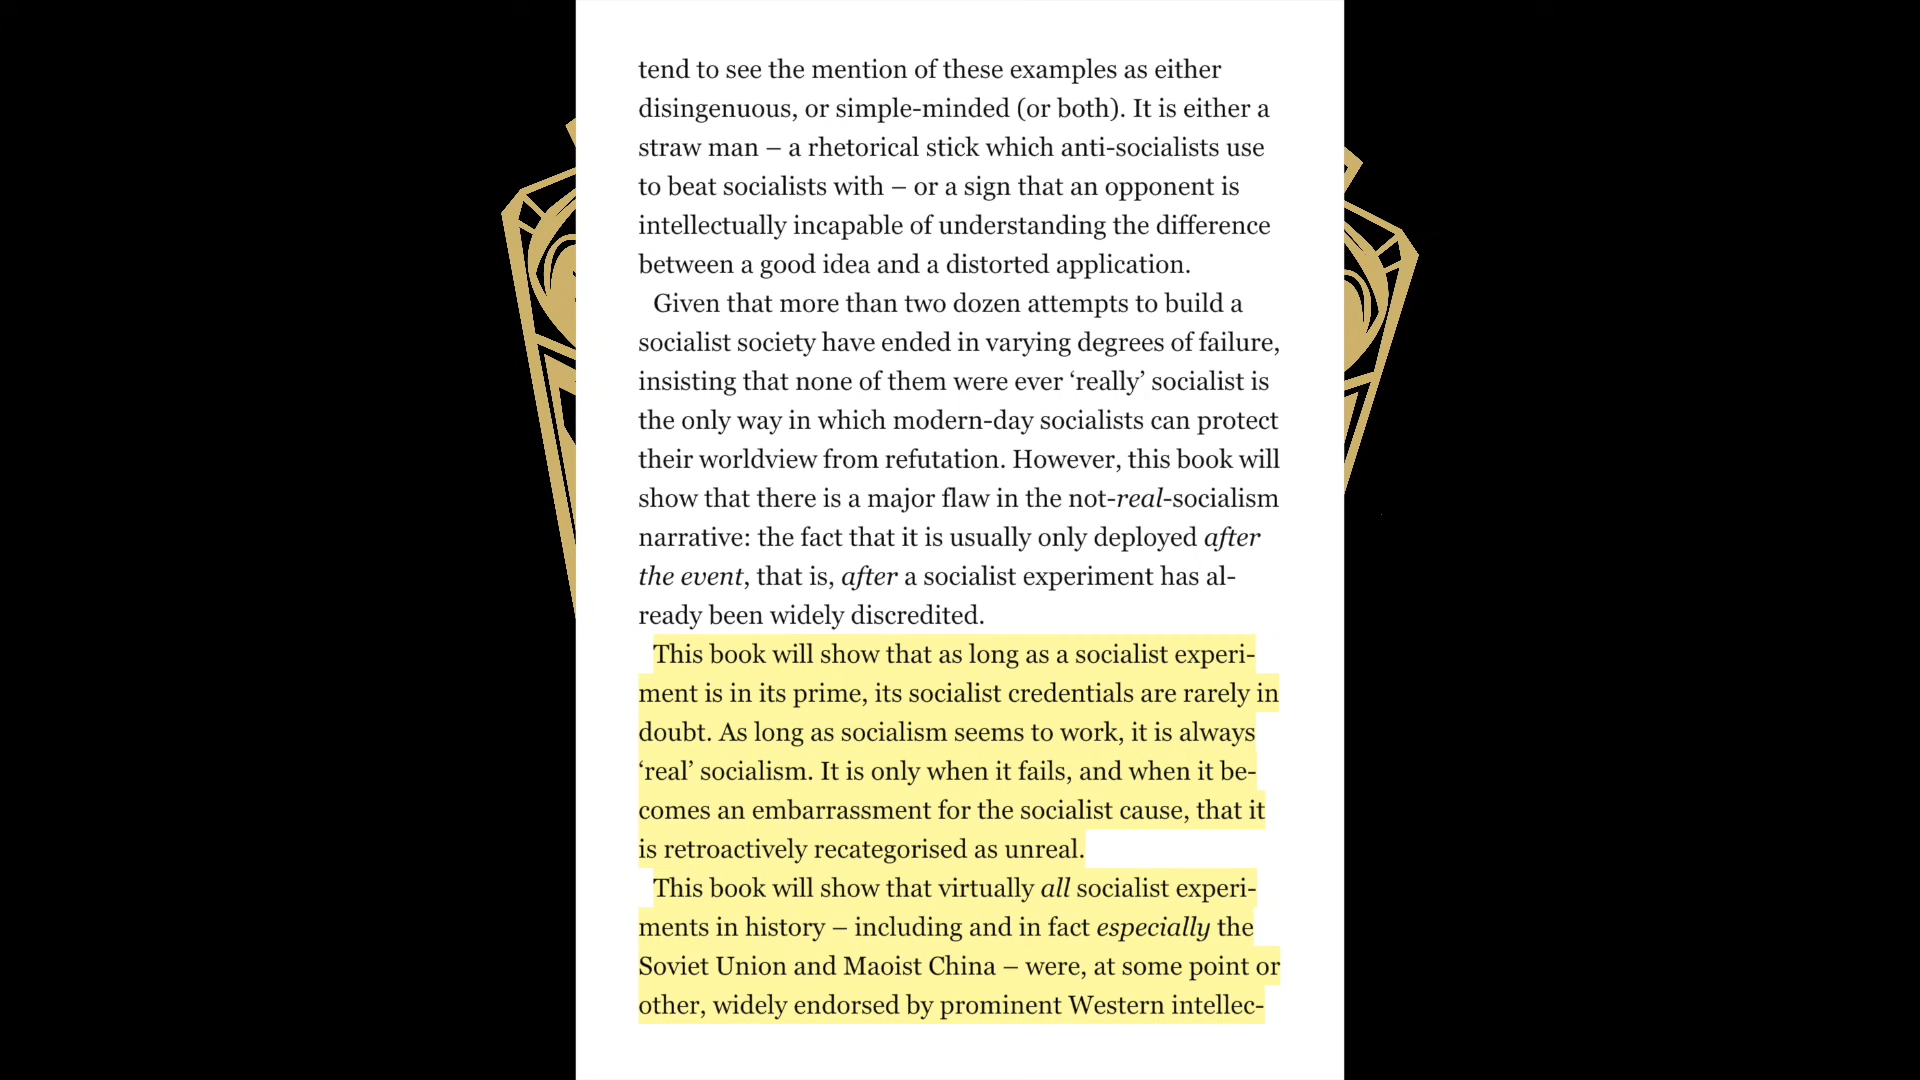 tend to see the mention of these examples as either
disingenuous, or simple-minded (or both). It is either a
straw man – a rhetorical stick which anti-socialists use
to beat socialists with – or a sign that an opponent is
intellectually incapable of understanding the difference
between a good idea and a distorted application.
Given that more than two dozen attempts to build a
socialist society have ended in varying degrees of failure,
insisting that none of them were ever ‘really’ socialist is
the only way in which modern-day socialists can protect
their worldview from refutation. However, this book will
show that there is a major flaw in the not-real-socialism
narrative: the fact that it is usually only deployed after
the event, that is, after a socialist experiment has al-
ready been widely discredited.
This book will show that as long as a socialist experi-
ment is in its prime, its socialist credentials are rarely in
doubt. As long as socialism seems to work, it is always
‘real’ socialism. It is only when it fails, and when it be-
comes an embarrassment for the socialist cause, that it
is retroactively recategorised as unreal.
This book will show that virtually all socialist experi-
ments in history – including and in fact especially the
Soviet Union and Maoist China – were, at some point or
other, widely endorsed by prominent Western intellec-